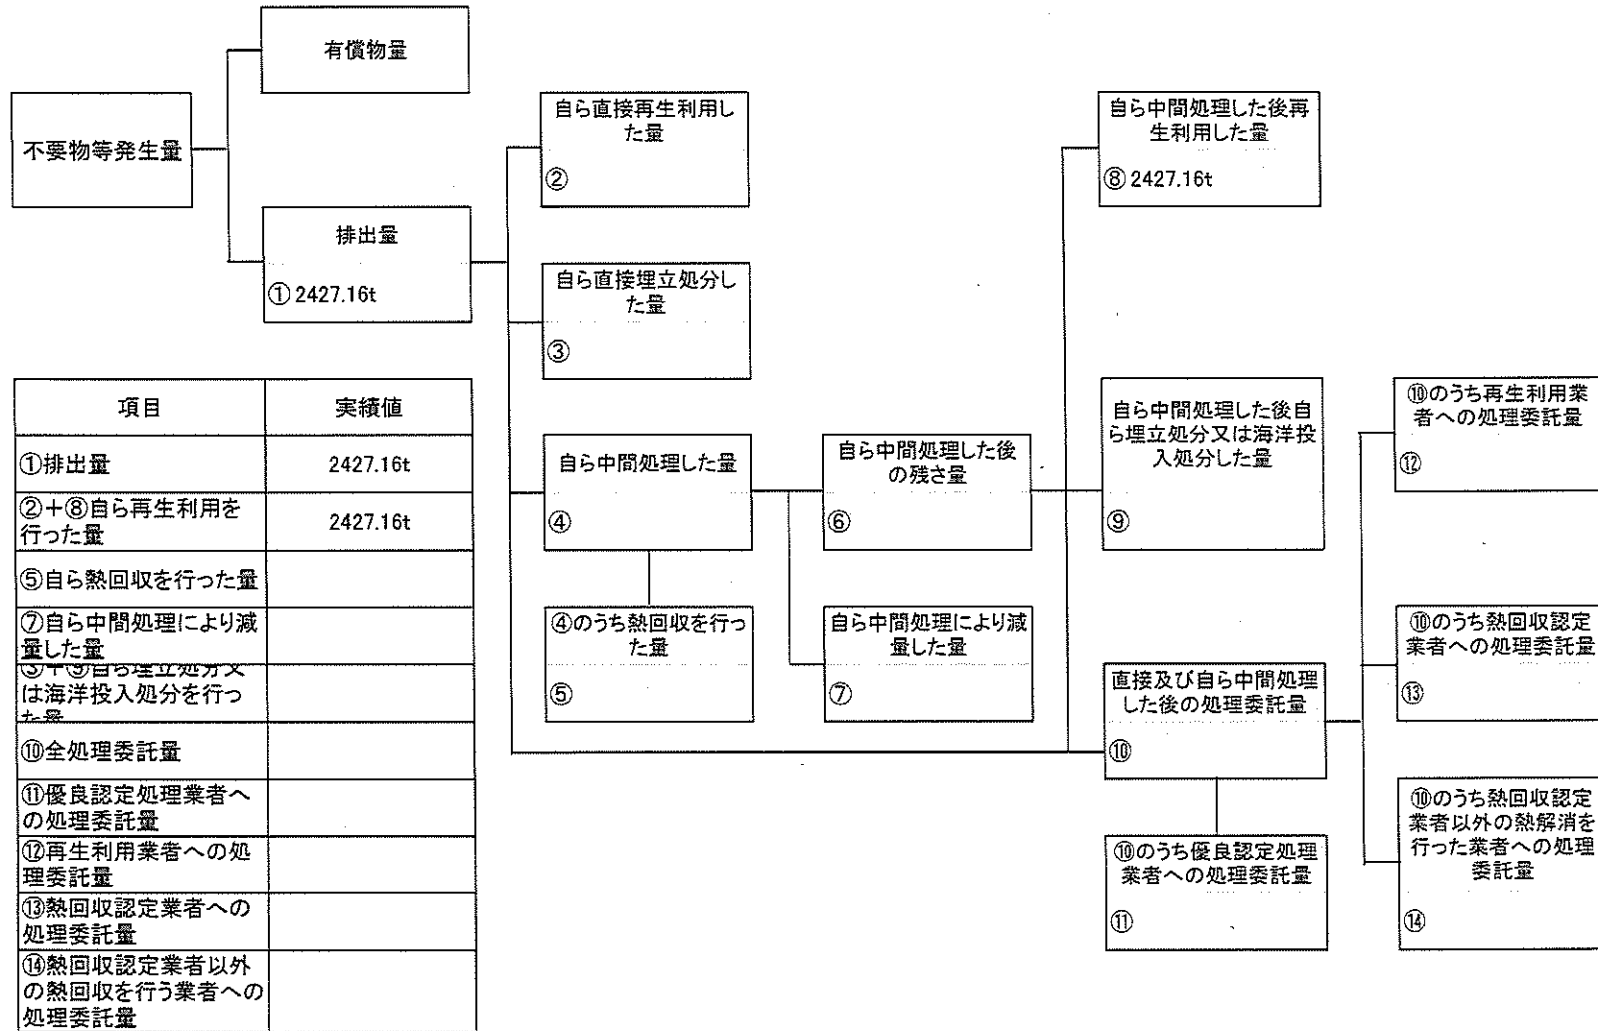 有償物量
不要物等発生量
排出量
① 2427.16t
自ら直接再生利用し
た量
②
自ら直接埋立処分し
た量
③
自ら中間処理した量
④
④のうち熱回収を行っ
た量
⑤
自ら中間処理した後
の残さ量
⑥
自ら中間処理により減
量した量
⑦
自ら中間処理した後再
生利用した量
⑧ 2427.16t
自ら中間処理した後自
ら埋立処分又は海洋投
入処分した量
⑨
直接及び自ら中間処理
した後の処理委託量
⑩
⑩のうち優良認定処理
業者への処理委託量
⑪
⑩のうち再生利用業
者への処理委託量
⑫
⑩のうち熱回収認定
業者への処理委託量
⑬
⑩のうち熱回収認定
業者以外の熱解消を
行った業者への処理
委託量
⑭
項目 実績値
①排出量 2427.16t
②+⑧自ら再生利用を
行った量 2427.16t
⑤自ら熱回収を行った量
⑦自ら中間処理により減
量した量
③+⑨自ら埋立処分又
は海洋投入処分を行っ
た量
⑩全処理委託量
⑪優良認定処理業者へ
の処理委託量
⑫再生利用業者への処
理委託量
⑬熱回収認定業者への
処理委託量
⑭熱回収認定業者以外
の熱回収を行う業者への
処理委託量